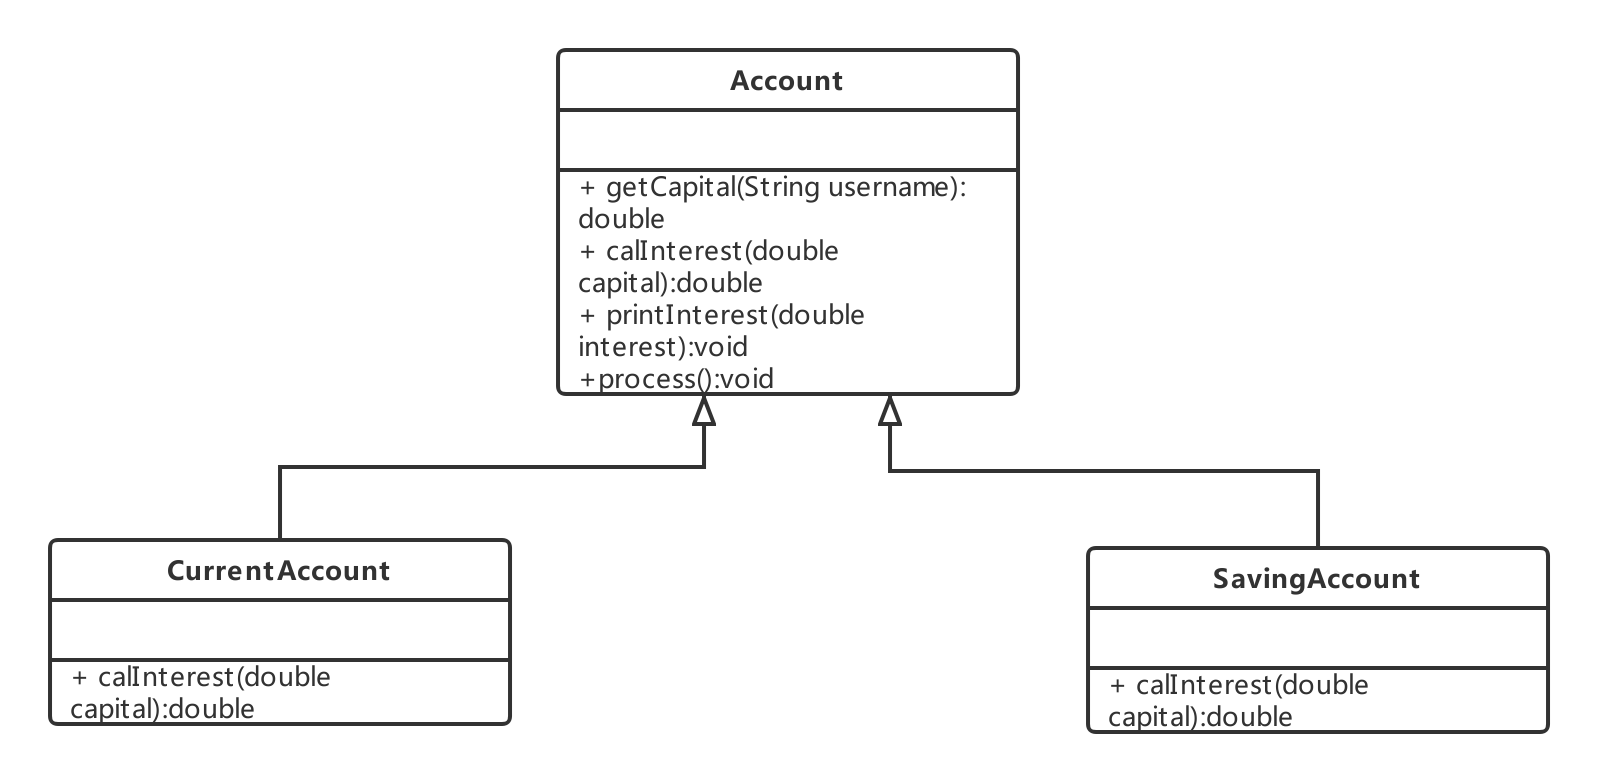 Account
+ getCapital(String username):
double
+ calInterest(double
capital):double
+ printInterest(double
interest):void
+process():void
CurrentAccount
+ calInterest(double
capital):double
SavingAccount
+ calInterest(double
capital):double